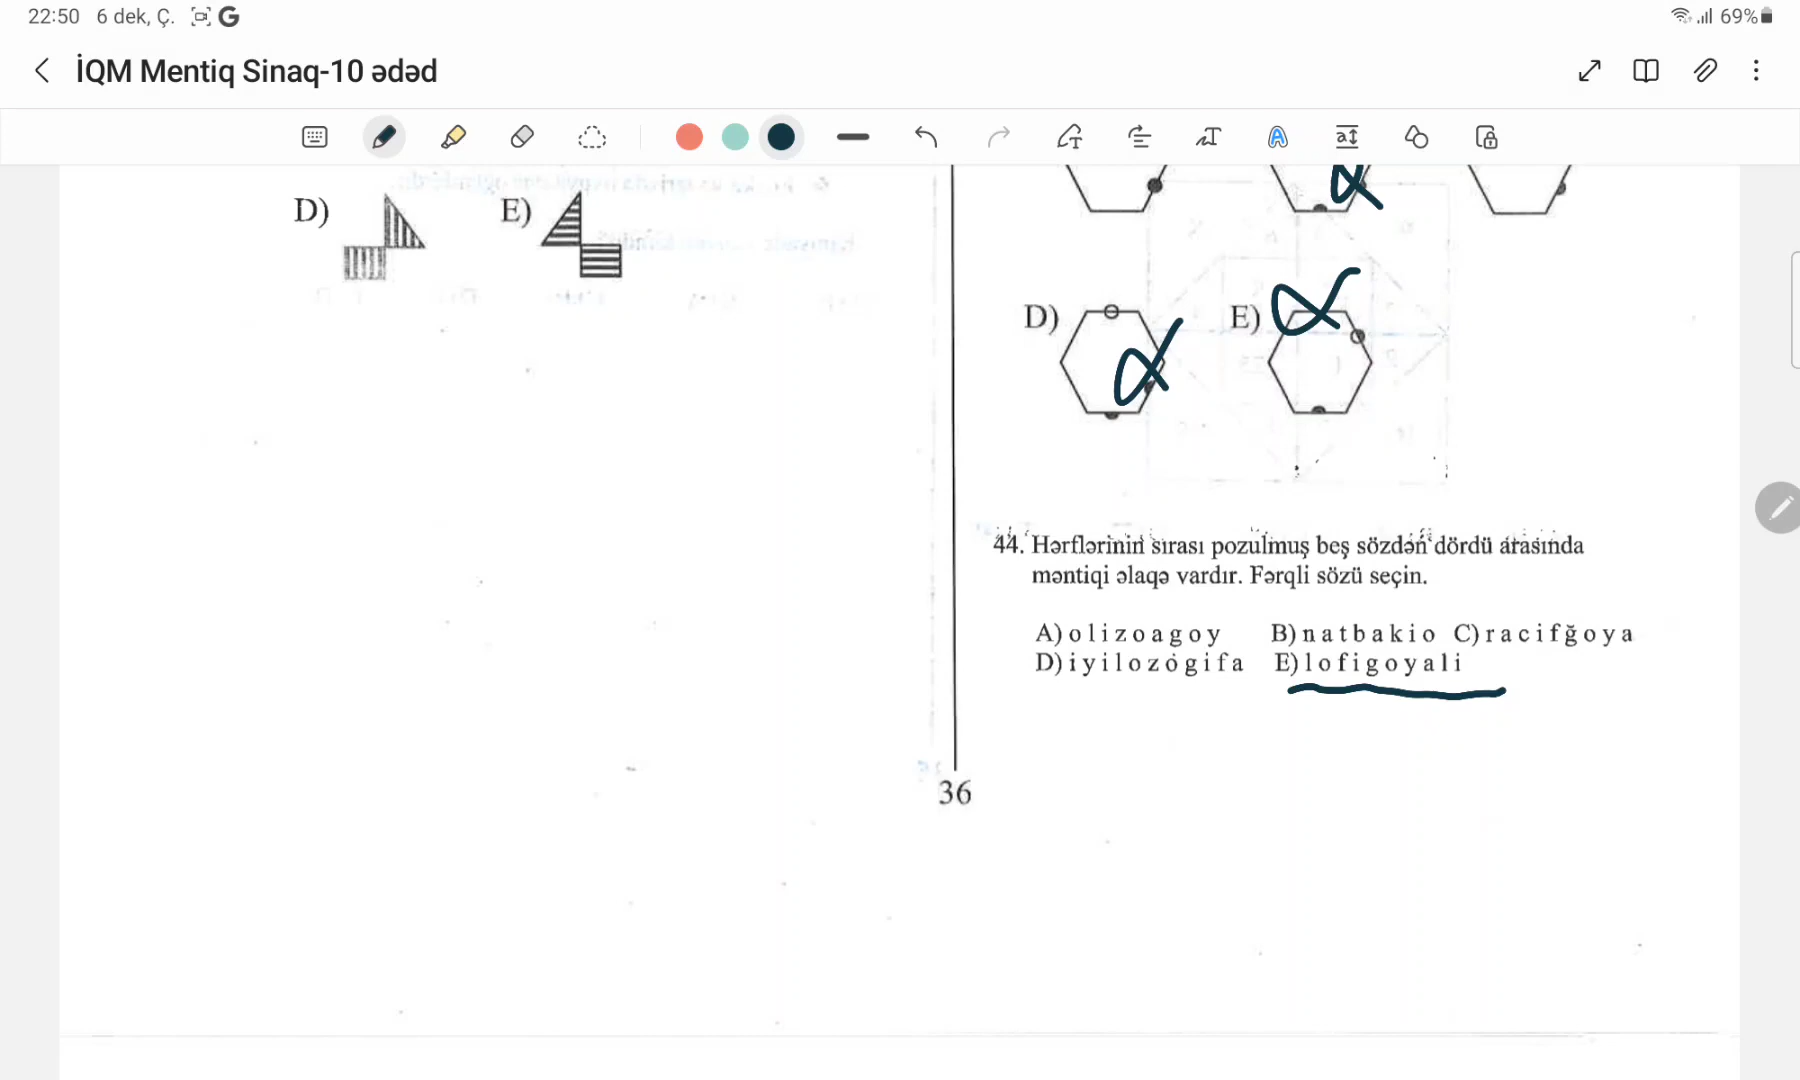 22:50 6 dek, Ç. G 69%
İQM Mentiq Sinaq-10 ədəd
D) E)
D) E)
44. Hərflərinin sırası pozulmuş beş sözdən dördü arasında
məntiqi əlaqə vardır. Fərqli sözü seçin.
A) o l i z o a g o y B) n a t b a k i o C) r a c i f ğ o y a
D) i y i l o z o g i f a E) l o f i g o y a l i
36